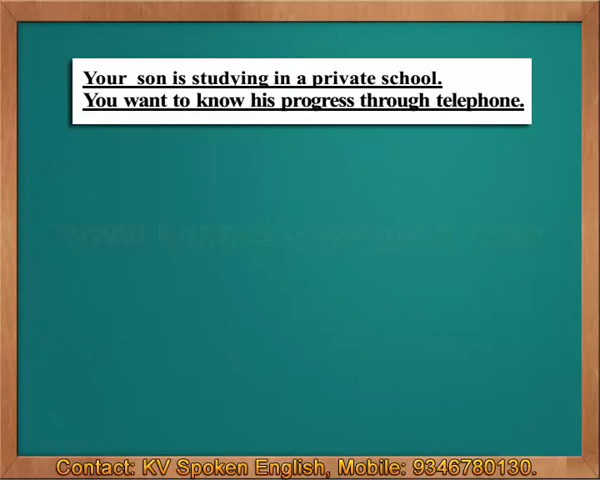 Your son is studying in a private school.
You want to know his progress through telephone.
Contact: KV Spoken English, Mobile: 9346780130.